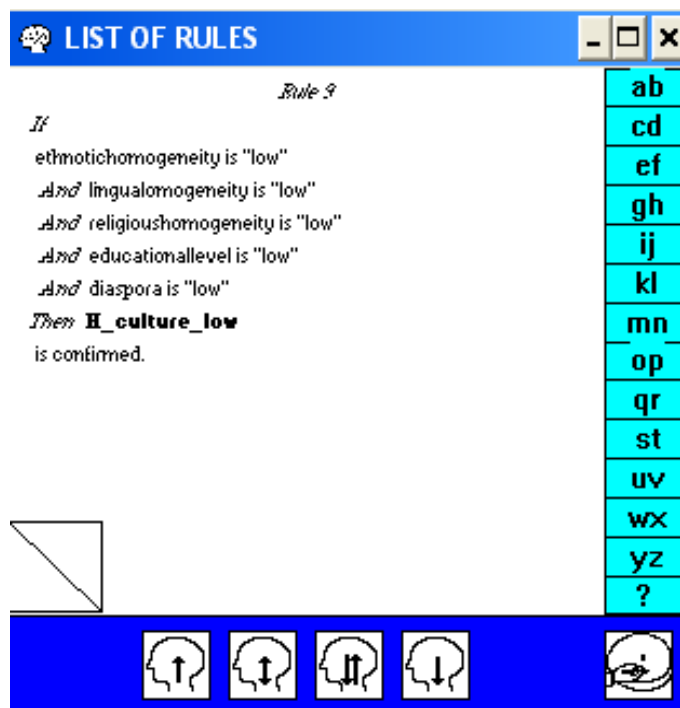 LIST OF RULES
Rule 9
If
ethnotichomogeneity is "low"
And lingualomogeneity is "low"
And religioushomogeneity is "low"
And educationallevel is "low"
And diaspora is "low"
Then H_culture_low
is confirmed.
ab
cd
ef
gh
ij
kl
mn
op
qr
st
uv
wx
yz
?